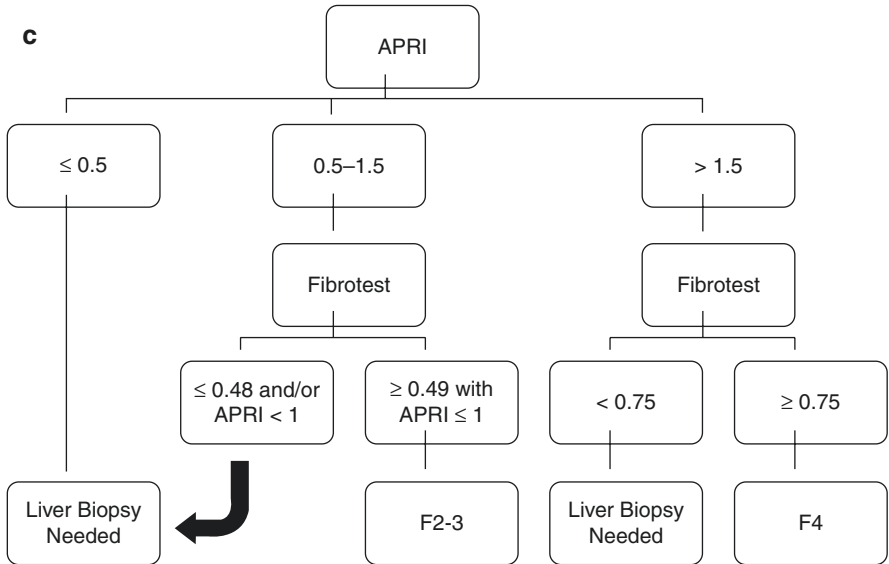 c
APRI
≤ 0.5
0.5–1.5
> 1.5
Fibrotest
Fibrotest
≤ 0.48 and/or
APRI < 1
≥ 0.49 with
APRI ≤ 1
< 0.75
≥ 0.75
Liver Biopsy
Needed
F2-3
Liver Biopsy
Needed
F4